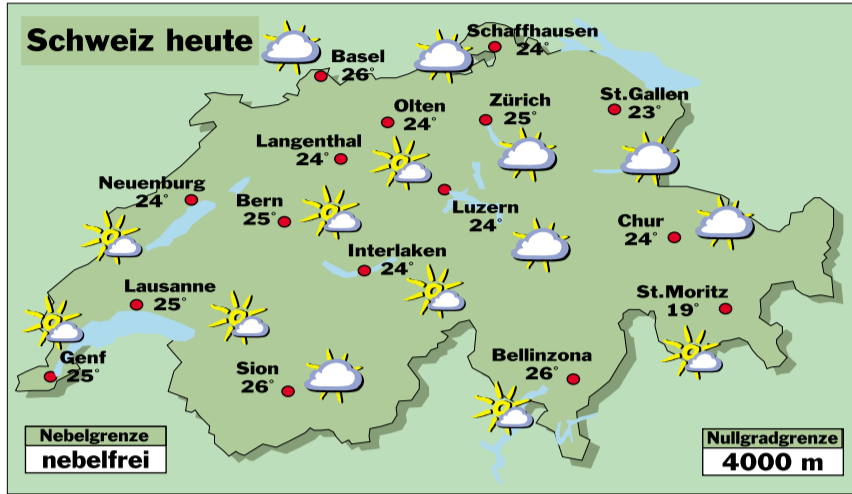 Schweiz heute
Schaffhausen
24°
Basel
26°
Olten
24°
Zürich
25°
St.Gallen
23°
Langenthal
24°
Neuenburg
24°
Bern
25°
Luzern
24°
Chur
24°
Interlaken
24°
Lausanne
25°
St.Moritz
19°
Genf
25°
Sion
26°
Bellinzona
26°
Nebelgrenze
nebelfrei
Nullgradgrenze
4000 m